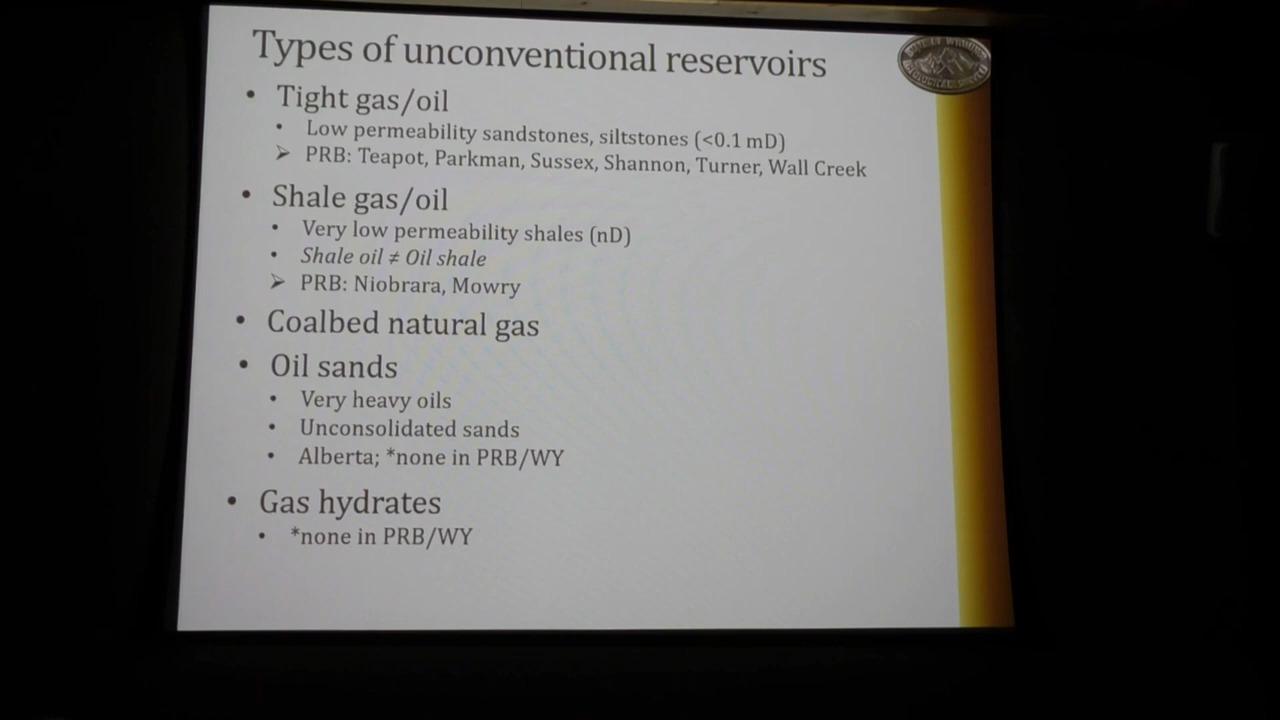 Types of unconventional reservoirs
• Tight gas/oil
• Low permeability sandstones, siltstones (<0.1 mD)
➢ PRB: Teapot, Parkman, Sussex, Shannon, Turner, Wall Creek
• Shale gas/oil
• Very low permeability shales (nD)
• Shale oil ≠ Oil shale
➢ PRB: Niobrara, Mowry
• Coalbed natural gas
• Oil sands
• Very heavy oils
• Unconsolidated sands
• Alberta; *none in PRB/WY
• Gas hydrates
• *none in PRB/WY